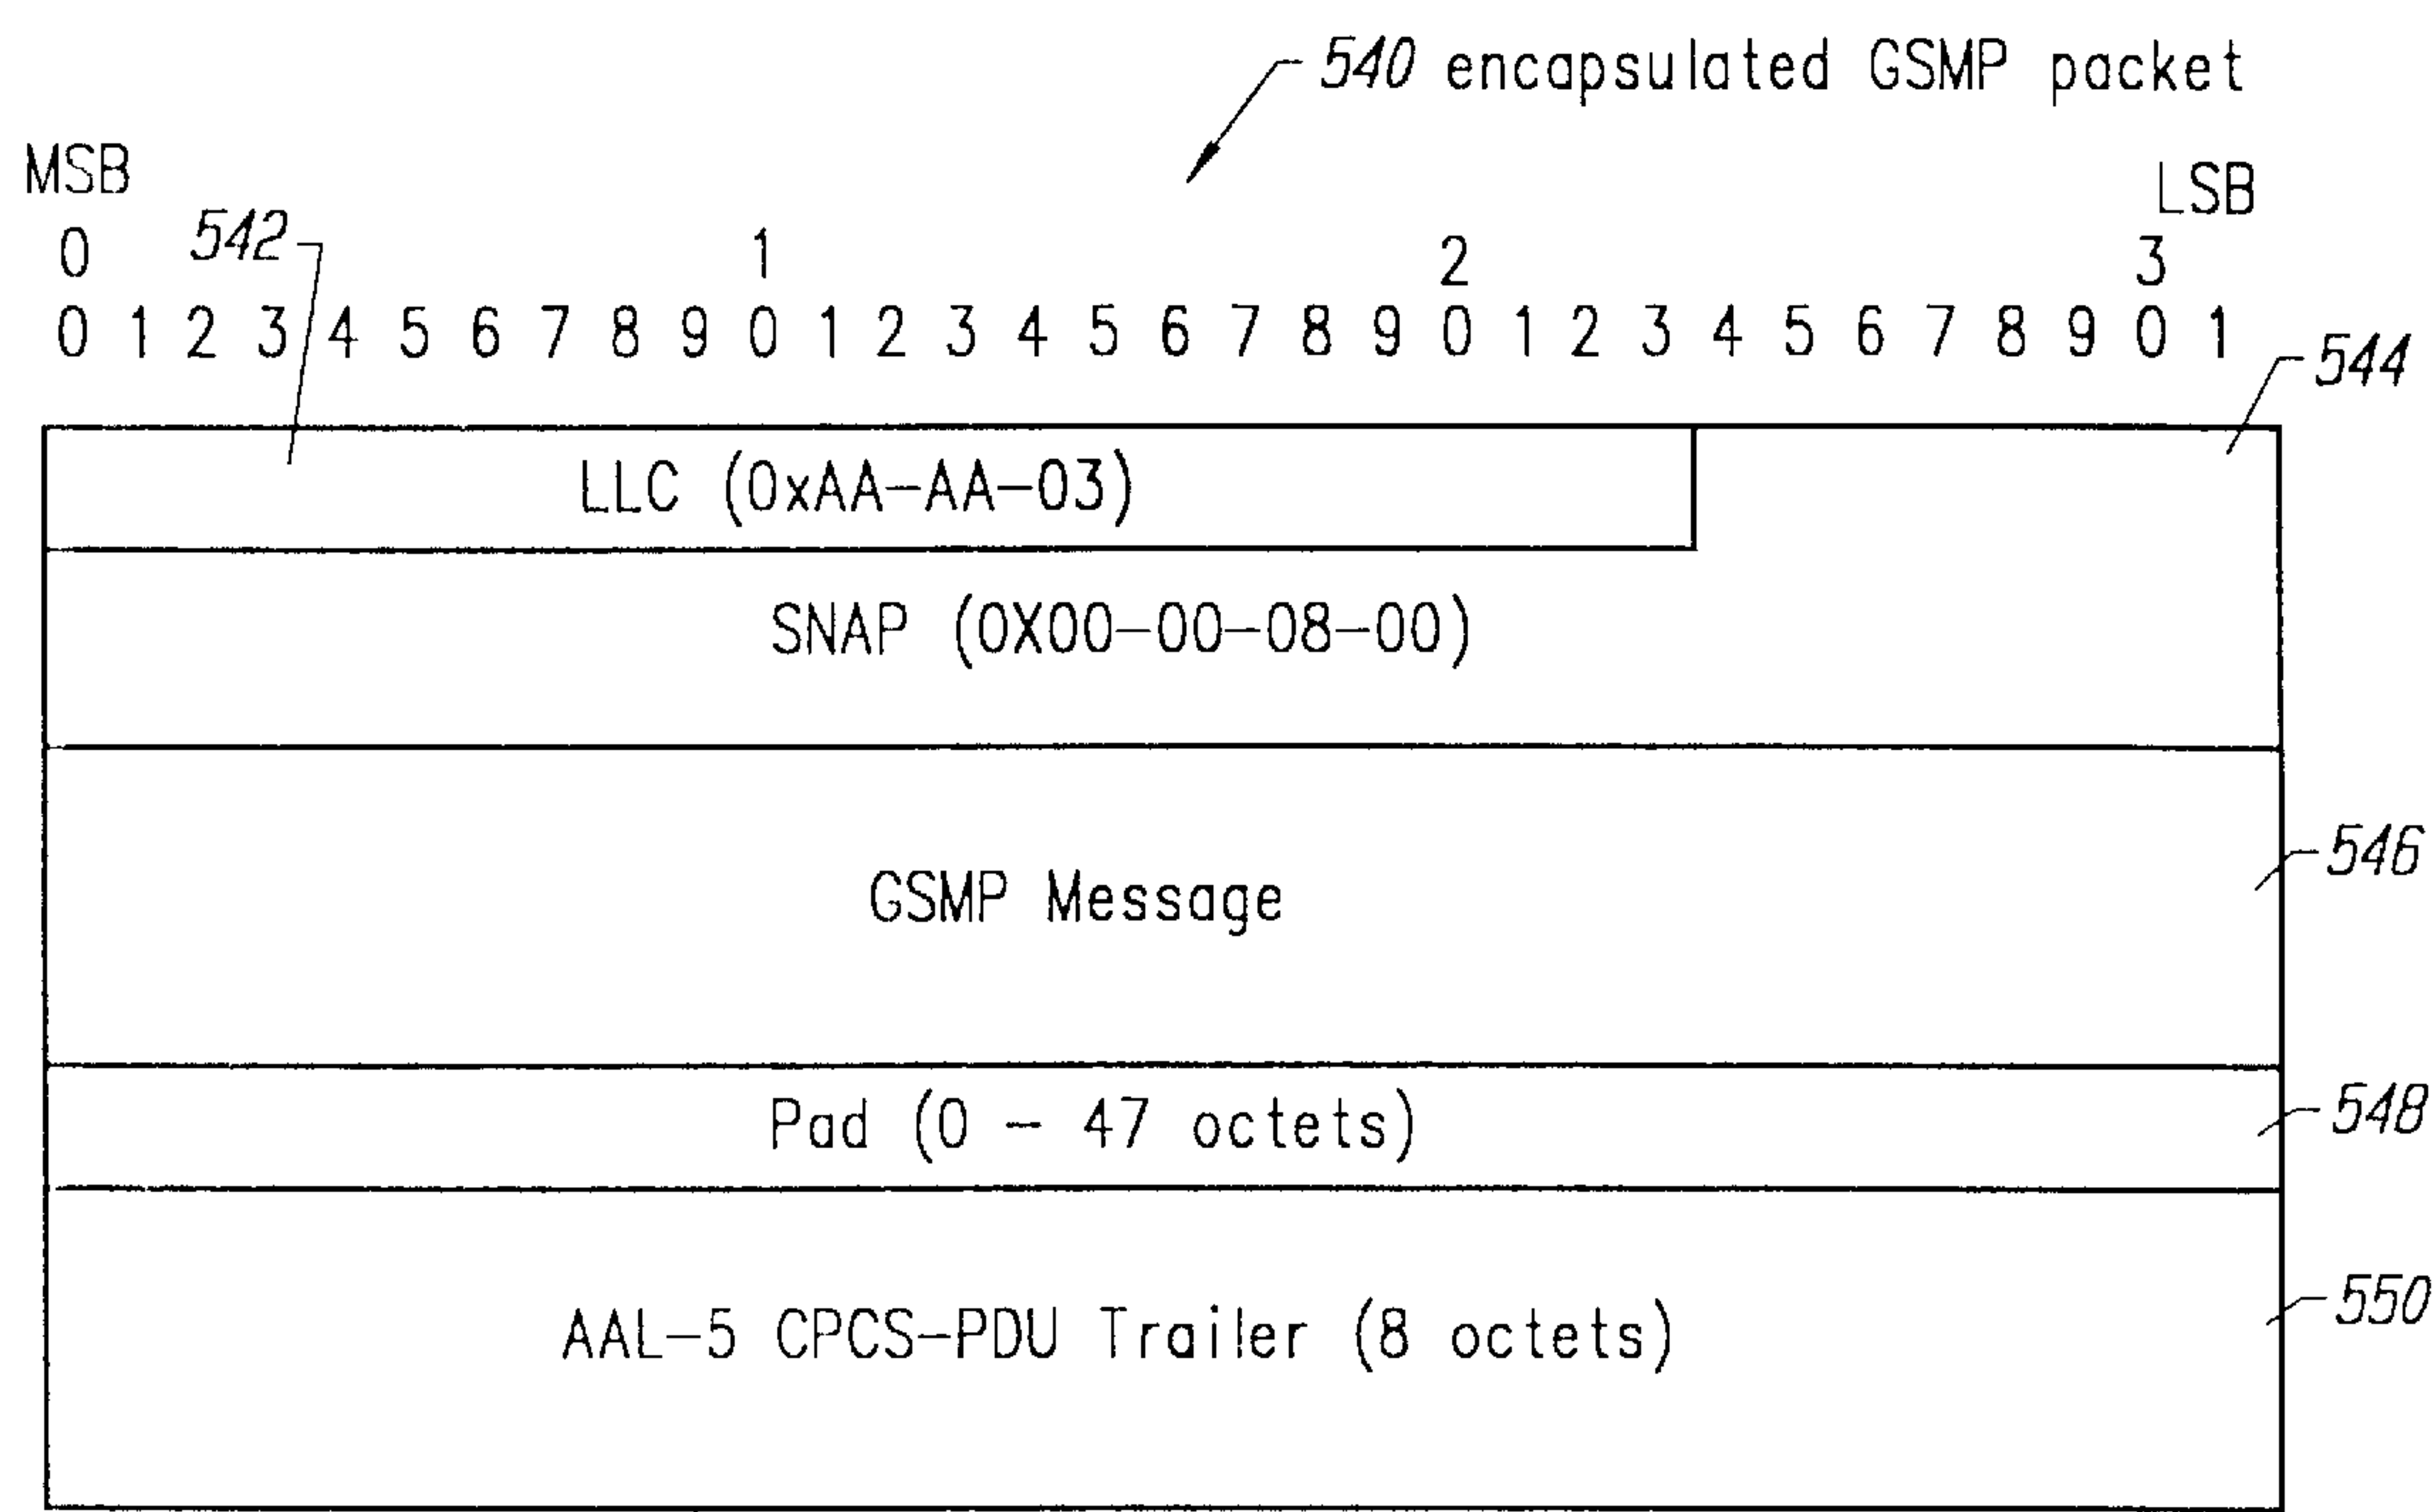 540 encapsulated GSMP packet
MSB
LSB
0 542 1 2 3
0 1 2 3 4 5 6 7 8 9 0 1 2 3 4 5 6 7 8 9 0 1 2 3 4 5 6 7 8 9 0 1
544
LLC (0xAA-AA-03)
SNAP (0X00-00-08-00)
GSMP Message
546
Pad (0 - 47 octets)
548
AAL-5 CPCS-PDU Trailer (8 octets)
550